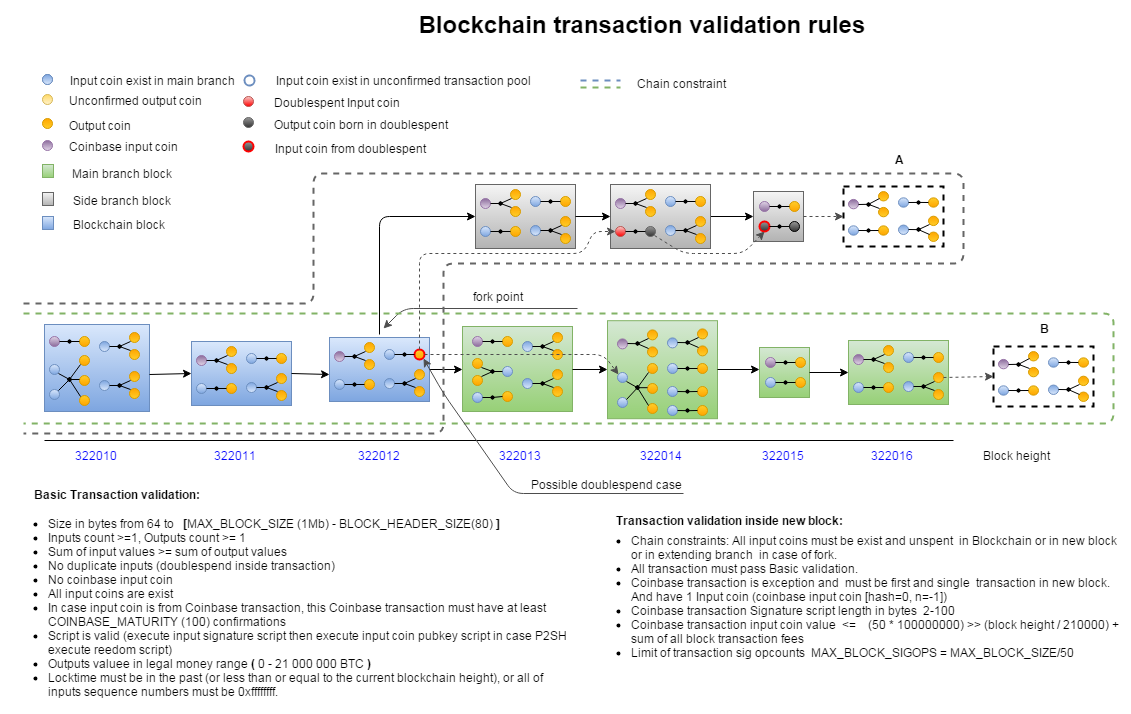 Blockchain transaction validation rules
Input coin exist in main branch
Input coin exist in unconfirmed transaction pool
Chain constraint
Unconfirmed output coin
Doublespent Input coin
Output coin
Output coin born in doublespent
Coinbase input coin
Input coin from doublespent
Main branch block
Side branch block
Blockchain block
A
fork point
B
322010
322011
322012
322013
322014
322015
322016
Block height
Possible doublespend case
Basic Transaction validation:
Size in bytes from 64 to [MAX_BLOCK_SIZE (1Mb) - BLOCK_HEADER_SIZE(80) ]
Inputs count >=1, Outputs count >= 1
Sum of input values >= sum of output values
No duplicate inputs (doublespend inside transaction)
No coinbase input coin
All input coins are exist
In case input coin is from Coinbase transaction, this Coinbase transaction must have at least
COINBASE_MATURITY (100) confirmations
Script is valid (execute input signature script then execute input coin pubkey script in case P2SH
execute reedom script)
Outputs valuee in legal money range ( 0 - 21 000 000 BTC )
Locktime must be in the past (or less than or equal to the current blockchain height), or all of
inputs sequence numbers must be 0xffffffff.
Transaction validation inside new block:
Chain constraints: All input coins must be exist and unspent in Blockchain or in new block
or in extending branch in case of fork.
All transaction must pass Basic validation.
Coinbase transaction is exception and must be first and single transaction in new block.
And have 1 Input coin (coinbase input coin [hash=0, n=-1])
Coinbase transaction Signature script length in bytes 2-100
Coinbase transaction input coin value <= (50 * 100000000) >> (block height / 210000) +
sum of all block transaction fees
Limit of transaction sig opcounts MAX_BLOCK_SIGOPS = MAX_BLOCK_SIZE/50